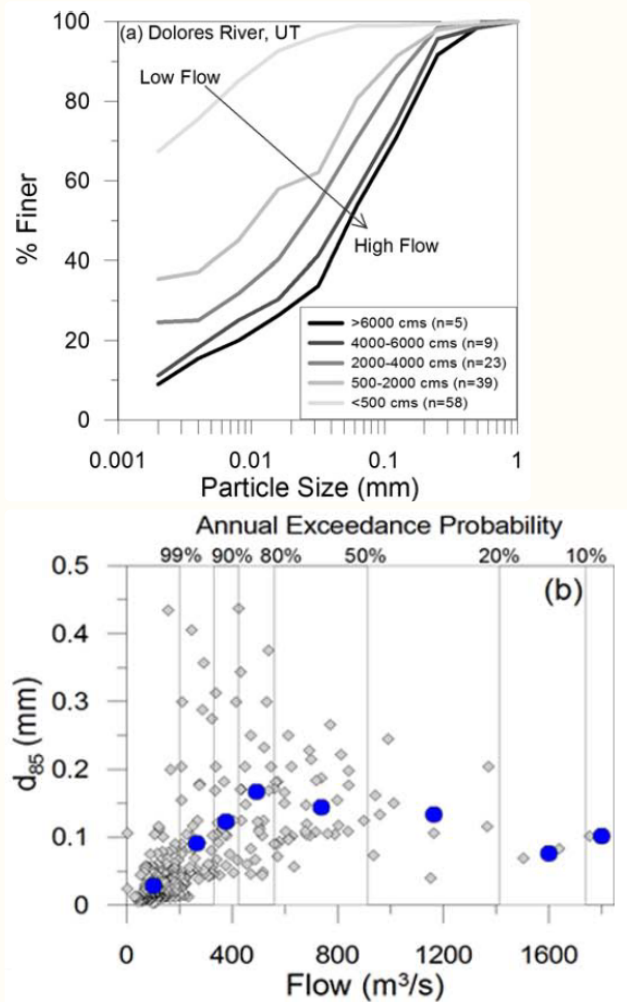 100
80
60
40
20
0
% Finer
(a) Dolores River, UT
Low Flow
High Flow
>6000 cms (n=5)
4000-6000 cms (n=9)
2000-4000 cms (n=23)
500-2000 cms (n=39)
<500 cms (n=58)
0.001 0.01 0.1 1
Particle Size (mm)
Annual Exceedance Probability
99% 90% 80% 50% 20% 10%
(b)
0.5
0.4
0.3
0.2
0.1
0
d85 (mm)
0 400 800 1200 1600
Flow (m³/s)